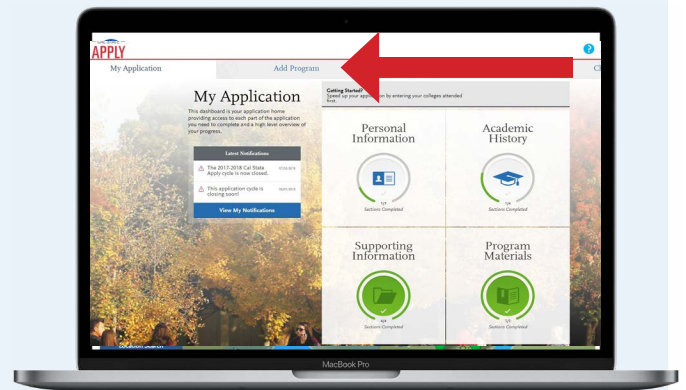 APPLY
?
My Application
Add Program
My Application
This dashboard is your application home
providing access to each part of the application
you need to complete and a high level overview of
your progress.
Latest Notifications
The 2017-2018 Cal State
Apply cycle is now closed.
This application cycle is
closing soon!
View My Notifications
Getting Started?
Speed up your application by entering your colleges attended
first.
Personal
Information
Sections Completed
Academic
History
Sections Completed
Supporting
Information
4/4
Sections Completed
Program
Materials
Sections Completed
Location Search
MacBook Pro